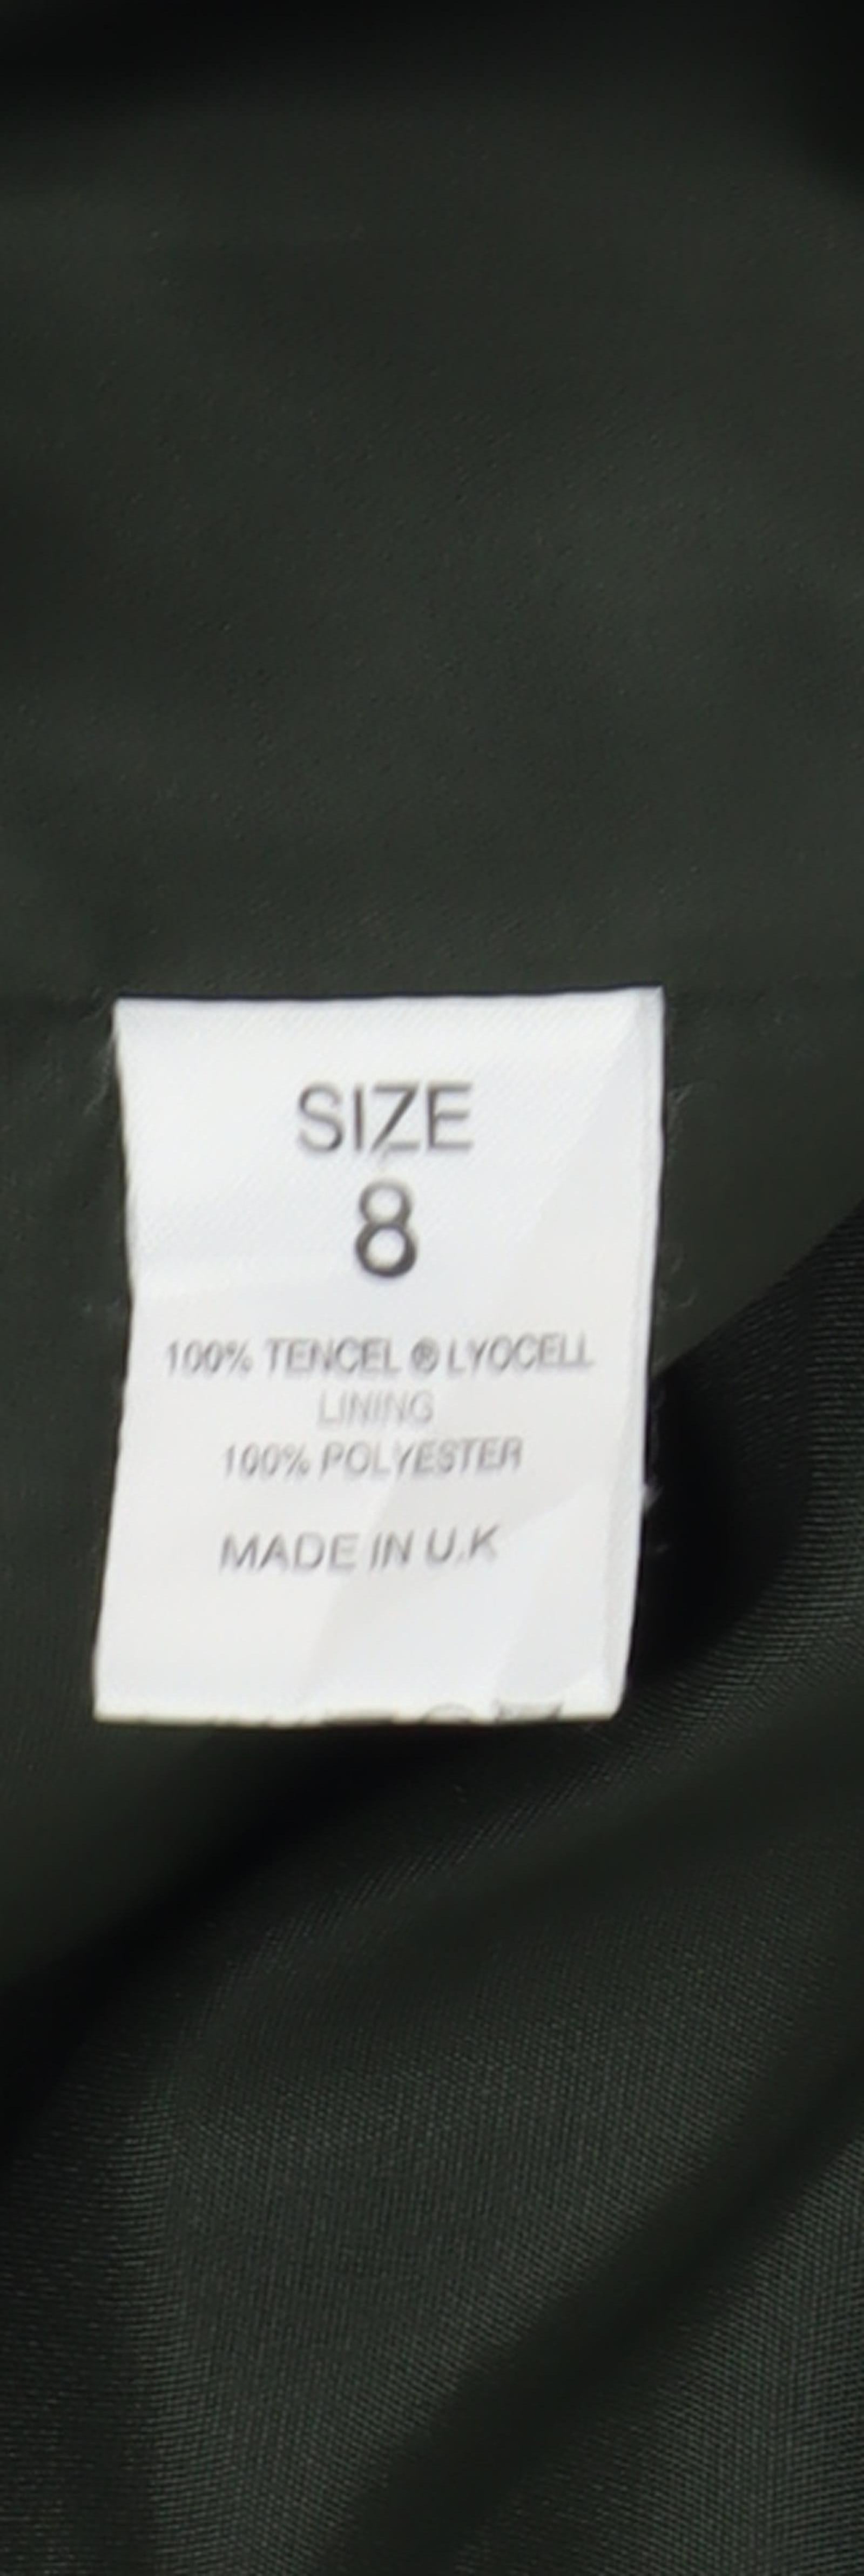 SIZE
8
100% TENCEL ® LYOCELL
LINING
100% POLYESTER
MADE IN U.K